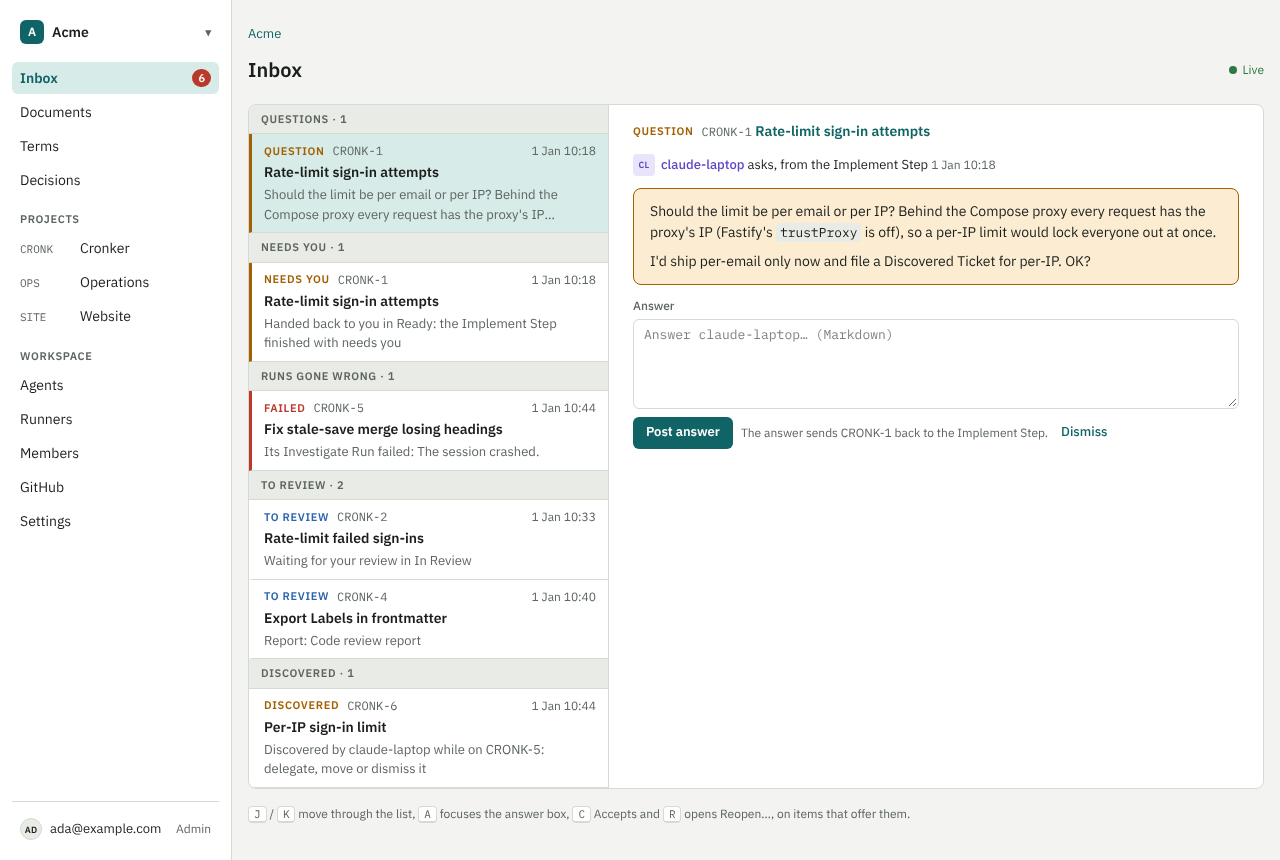 A Acme ▾
Inbox 6
Documents
Terms
Decisions
PROJECTS
CRONK Cronker
OPS Operations
SITE Website
WORKSPACE
Agents
Runners
Members
GitHub
Settings
AD ada@example.com Admin
Acme
Inbox
Live
QUESTIONS · 1
QUESTION CRONK-1 1 Jan 10:18
Rate-limit sign-in attempts
Should the limit be per email or per IP? Behind the
Compose proxy every request has the proxy's IP…
NEEDS YOU · 1
NEEDS YOU CRONK-1 1 Jan 10:18
Rate-limit sign-in attempts
Handed back to you in Ready: the Implement Step
finished with needs you
RUNS GONE WRONG · 1
FAILED CRONK-5 1 Jan 10:44
Fix stale-save merge losing headings
Its Investigate Run failed: The session crashed.
TO REVIEW · 2
TO REVIEW CRONK-2 1 Jan 10:33
Rate-limit failed sign-ins
Waiting for your review in In Review
TO REVIEW CRONK-4 1 Jan 10:40
Export Labels in frontmatter
Report: Code review report
DISCOVERED · 1
DISCOVERED CRONK-6 1 Jan 10:44
Per-IP sign-in limit
Discovered by claude-laptop while on CRONK-5:
delegate, move or dismiss it
QUESTION CRONK-1 Rate-limit sign-in attempts
CL claude-laptop asks, from the Implement Step 1 Jan 10:18
Should the limit be per email or per IP? Behind the Compose proxy every request has the
proxy's IP (Fastify's trustProxy is off), so a per-IP limit would lock everyone out at once.
I'd ship per-email only now and file a Discovered Ticket for per-IP. OK?
Answer
Answer claude-laptop… (Markdown)
Post answer The answer sends CRONK-1 back to the Implement Step. Dismiss
J / K move through the list, A focuses the answer box, C Accepts and R opens Reopen…, on items that offer them.